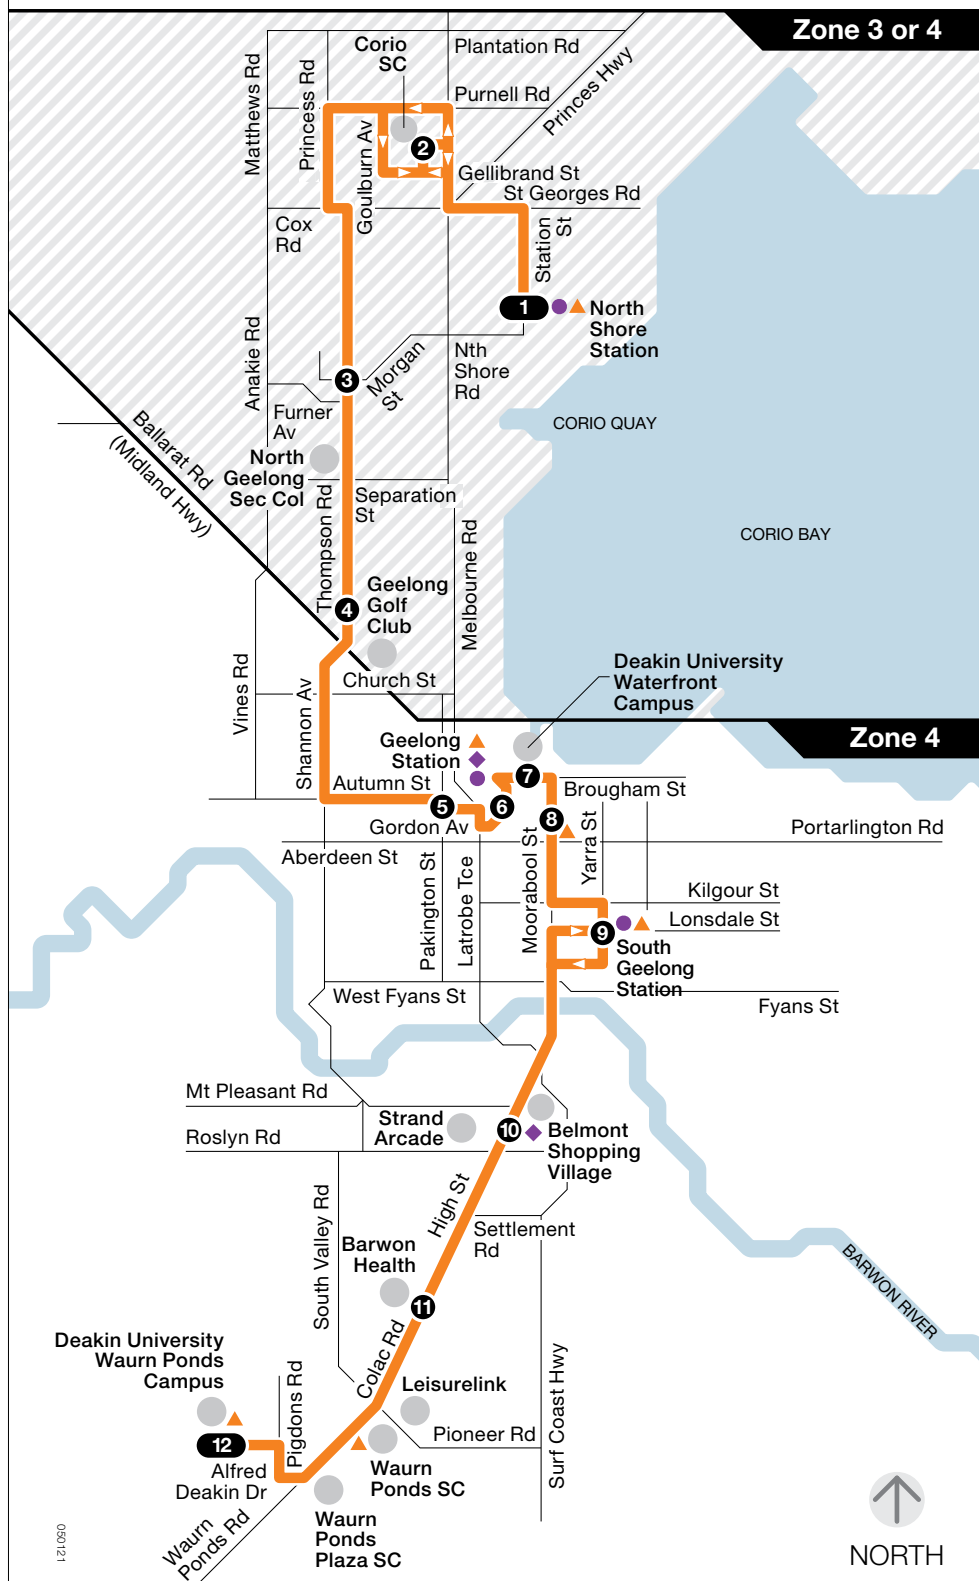 Zone 3 or 4
Corio
SC
Plantation Rd
Princes Hwy
Matthews Rd
Princess Rd
Purnell Rd
Goulburn Av
2
Gellibrand St
St Georges Rd
Cox
Rd
Station
St
1
North
Shore
Station
Anakie Rd
Morgan
St
Nth
Shore
Rd
3
Furner
Av
CORIO QUAY
Ballarat Rd
(Midland Hwy)
North
Geelong
Sec Col
Separation
St
Thompson Rd
Melbourne Rd
CORIO BAY
4
Geelong
Golf
Club
Vines Rd
Shannon Av
Church St
Deakin University
Waterfront
Campus
Zone 4
Geelong
Station
Autumn St
5
6
7
Brougham St
Gordon Av
8
Portarlington Rd
Aberdeen St
Pakington St
Latrobe Tce
Moorabool St
Yarra St
Kilgour St
Lonsdale St
9
South
Geelong
Station
West Fyans St
Fyans St
Mt Pleasant Rd
Strand
Arcade
10
Belmont
Shopping
Village
Roslyn Rd
South Valley Rd
High St
Settlement
Rd
Barwon
Health
11
BARWON RIVER
Deakin University
Waurn Ponds
Campus
Pigdons Rd
Colac Rd
Leisurelink
Surf Coast Hwy
Pioneer Rd
12
Alfred
Deakin Dr
Waurn
Ponds SC
Waurn
Ponds Rd
Waurn
Ponds
Plaza SC
050121
NORTH